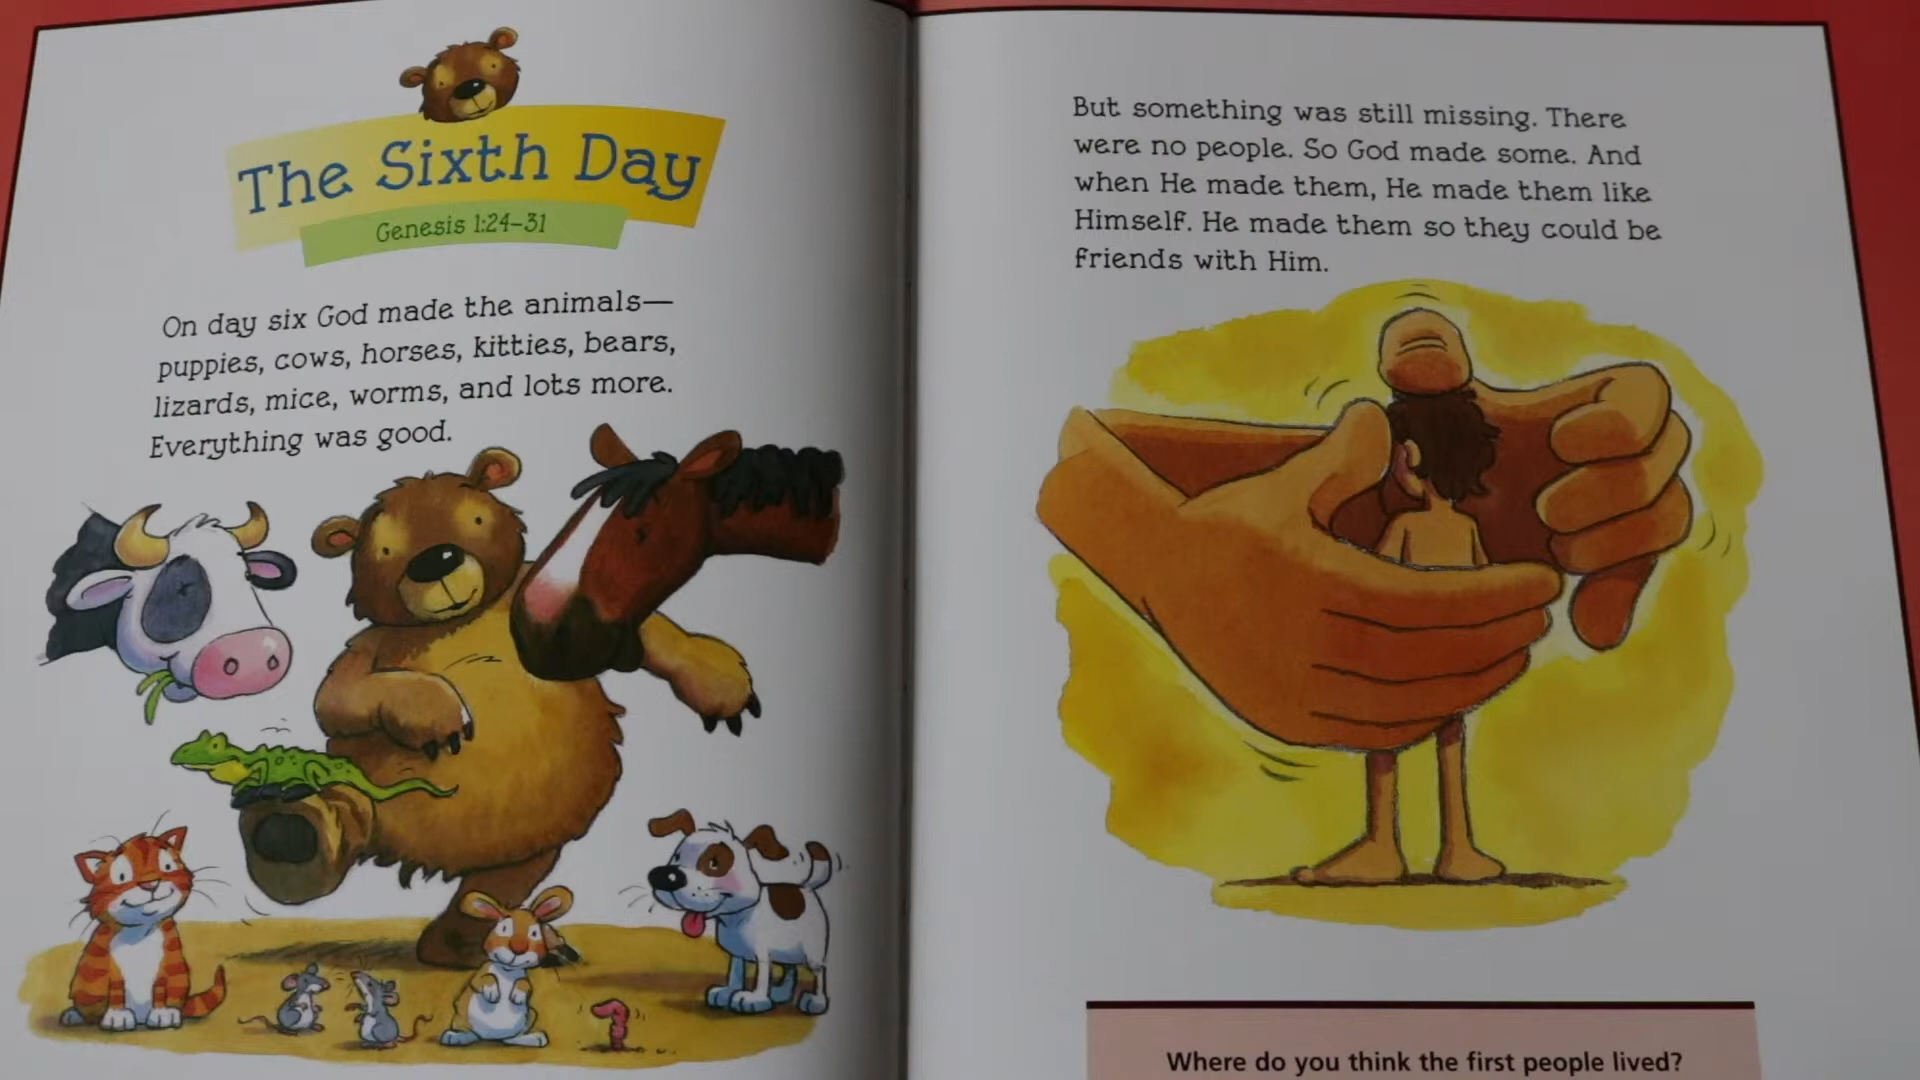 The Sixth Day
Genesis 1:24–31
On day six God made the animals—
puppies, cows, horses, kitties, bears,
lizards, mice, worms, and lots more.
Everything was good.
But something was still missing. There
were no people. So God made some. And
when He made them, He made them like
Himself. He made them so they could be
friends with Him.
Where do you think the first people lived?